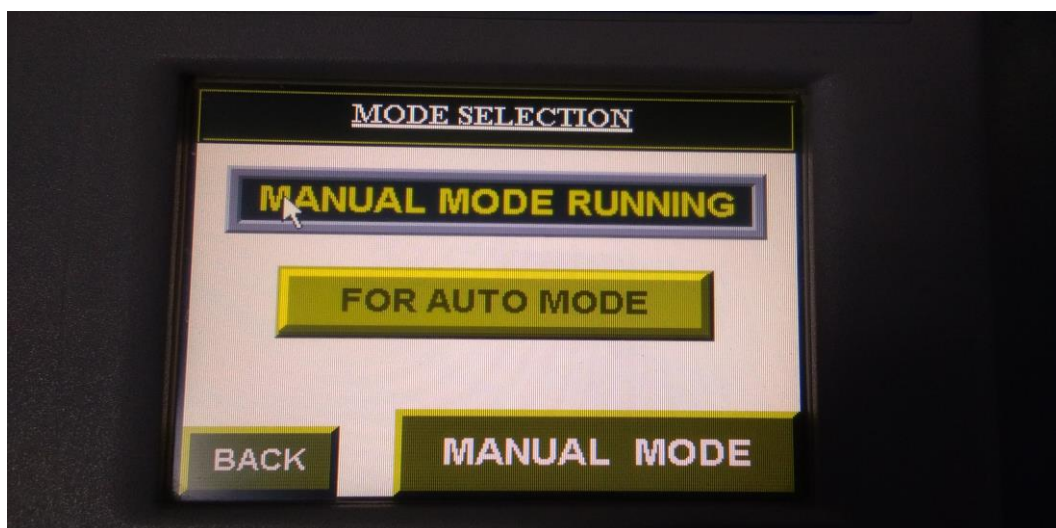 MODE SELECTION
MANUAL MODE RUNNING
FOR AUTO MODE
BACK
MANUAL MODE